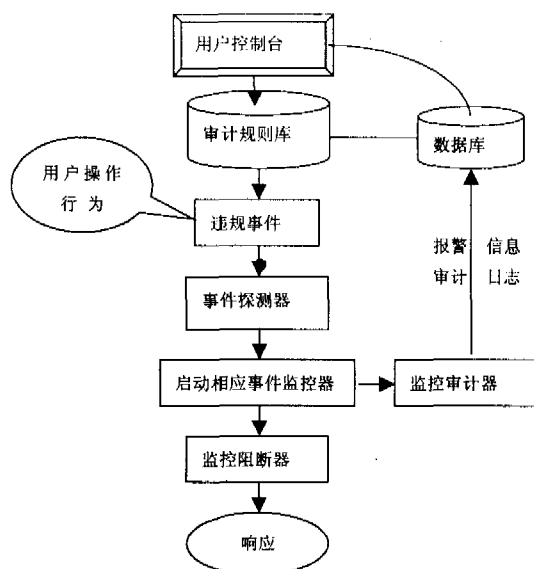 用户控制台
审计规则库
数据库
用户操作
行 为
违规事件
报警 信息
审计 日志
事件探测器
启动相应事件监控器
监控审计器
监控阻断器
响应